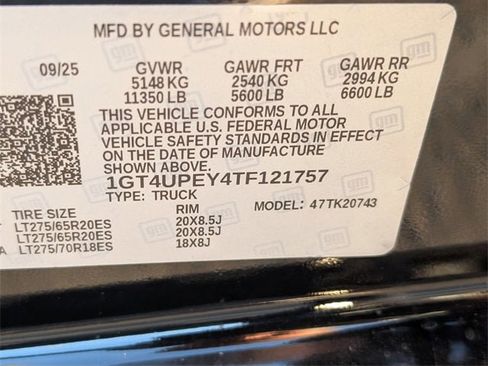 MFD BY GENERAL MOTORS LLC
09/25 GVWR GAWR FRT GAWR RR
5148 KG 2540 KG 2994 KG
11350 LB 5600 LB 6600 LB
THIS VEHICLE CONFORMS TO ALL
APPLICABLE U.S. FEDERAL MOTOR
VEHICLE SAFETY STANDARDS IN EFFECT
ON THE DATE OF MANUFACTURE
SHOWN ABOVE.
1GT4UPEY4TF121757
TYPE: TRUCK MODEL: 47TK20743
TIRE SIZE RIM
LT275/65R20ES 20X8.5J
LT275/65R20ES 20X8.5J
LT275/70R18ES 18X8J